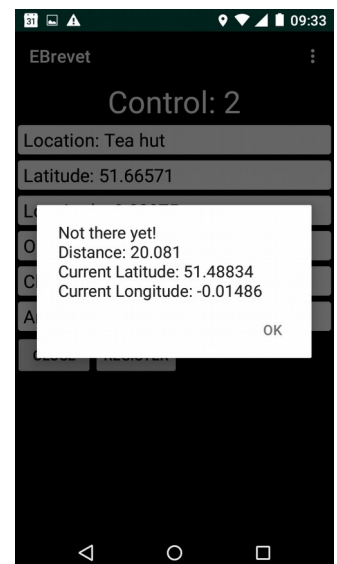 31
09:33
EBrevet
Control: 2
Location: Tea hut
Latitude: 51.66571
Not there yet!
Distance: 20.081
Current Latitude: 51.48834
Current Longitude: -0.01486
OK